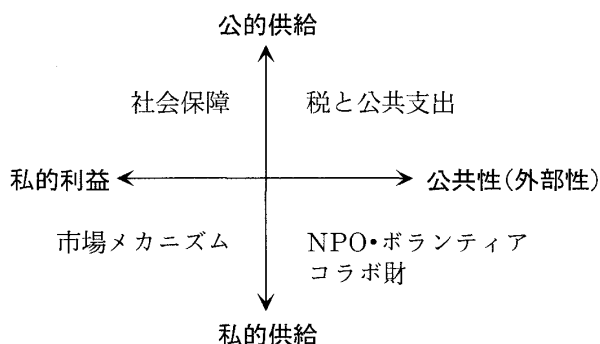 公的供給
社会保障
税と公共支出
私的利益
公共性(外部性)
市場メカニズム
NPO・ボランティア
コラボ財
私的供給